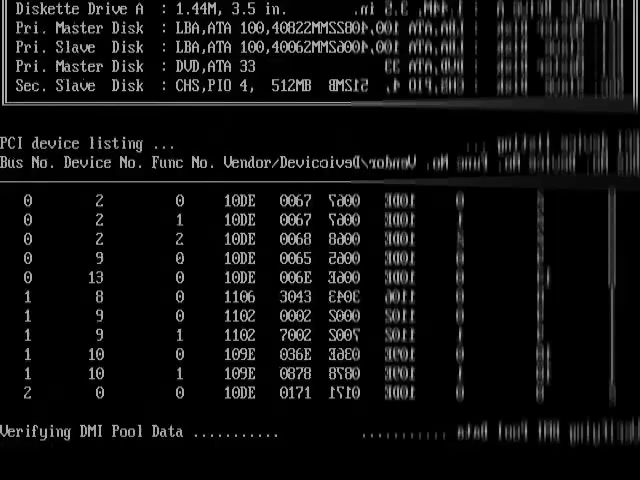 Diskette Drive A : 1.44M, 3.5 in.
Pri. Master Disk : LBA,ATA 100,40822MM
Pri. Slave Disk : LBA,ATA 100,40062MM
Pri. Master Disk : DVD,ATA 33
Sec. Slave Disk : CHS,PIO 4, 512MB
PCI device listing ...
Bus No. Device No. Func No. Vendor/Devic
0 2 0 10DE 0067
0 2 1 10DE 0067
0 2 2 10DE 0068
0 9 0 10DE 0065
0 13 0 10DE 006E
1 8 0 1106 3043
1 9 0 1102 0002
1 9 1 1102 7002
1 10 0 109E 036E
1 10 1 109E 0878
2 0 0 10DE 0171
Verifying DMI Pool Data ...........